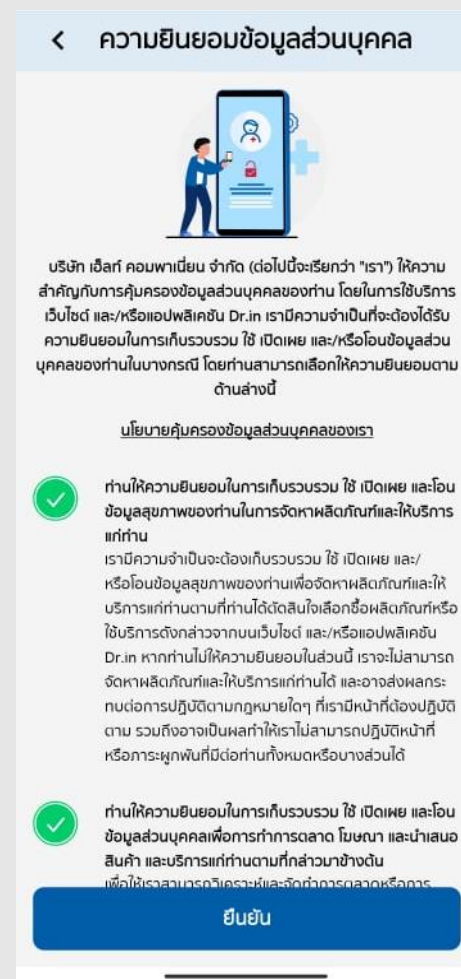 ความยินยอมข้อมูลส่วนบุคคล
บริษัท เฮ็ลท์ คอมพาเนี่ยน จำกัด (ต่อไปนี้จะเรียกว่า "เรา") ให้ความ
สำคัญกับการคุ้มครองข้อมูลส่วนบุคคลของท่าน โดยในการใช้บริการ
เว็บไซต์ และ/หรือแอปพลิเคชัน Dr.in เรามีความจำเป็นที่จะต้องได้รับ
ความยินยอมในการเก็บรวบรวม ใช้ เปิดเผย และ/หรือโอนข้อมูลส่วน
บุคคลของท่านในบางกรณี โดยท่านสามารถเลือกให้ความยินยอมตาม
ด้านล่างนี้
นโยบายคุ้มครองข้อมูลส่วนบุคคลของเรา
ท่านให้ความยินยอมในการเก็บรวบรวม ใช้ เปิดเผย และโอน
ข้อมูลสุขภาพของท่านในการจัดหาผลิตภัณฑ์และให้บริการ
แก่ท่าน
เรามีความจำเป็นจะต้องเก็บรวบรวม ใช้ เปิดเผย และ/
หรือโอนข้อมูลสุขภาพของท่านเพื่อจัดหาผลิตภัณฑ์และให้
บริการแก่ท่านตามที่ท่านได้ตัดสินใจเลือกซื้อผลิตภัณฑ์หรือ
ใช้บริการดังกล่าวจากบนเว็บไซต์ และ/หรือแอปพลิเคชัน
Dr.in หากท่านไม่ให้ความยินยอมในส่วนนี้ เราจะไม่สามารถ
จัดหาผลิตภัณฑ์และให้บริการแก่ท่านได้ และอาจส่งผลกระ
ทบต่อการปฏิบัติตามกฎหมายใดๆ ที่เรามีหน้าที่ต้องปฏิบัติ
ตาม รวมถึงอาจเป็นผลทำให้เราไม่สามารถปฏิบัติหน้าที่
หรือภาระผูกพันที่มีต่อท่านทั้งหมดหรือบางส่วนได้
ท่านให้ความยินยอมในการเก็บรวบรวม ใช้ เปิดเผย และโอน
ข้อมูลส่วนบุคคลเพื่อการทำการตลาด โฆษณา และนำเสนอ
สินค้า และบริการแก่ท่านตามที่กล่าวมาข้างต้น
เพื่อให้เราสามารถวิเคราะห์และจัดทำการตลาดหรือการ
ยืนยัน